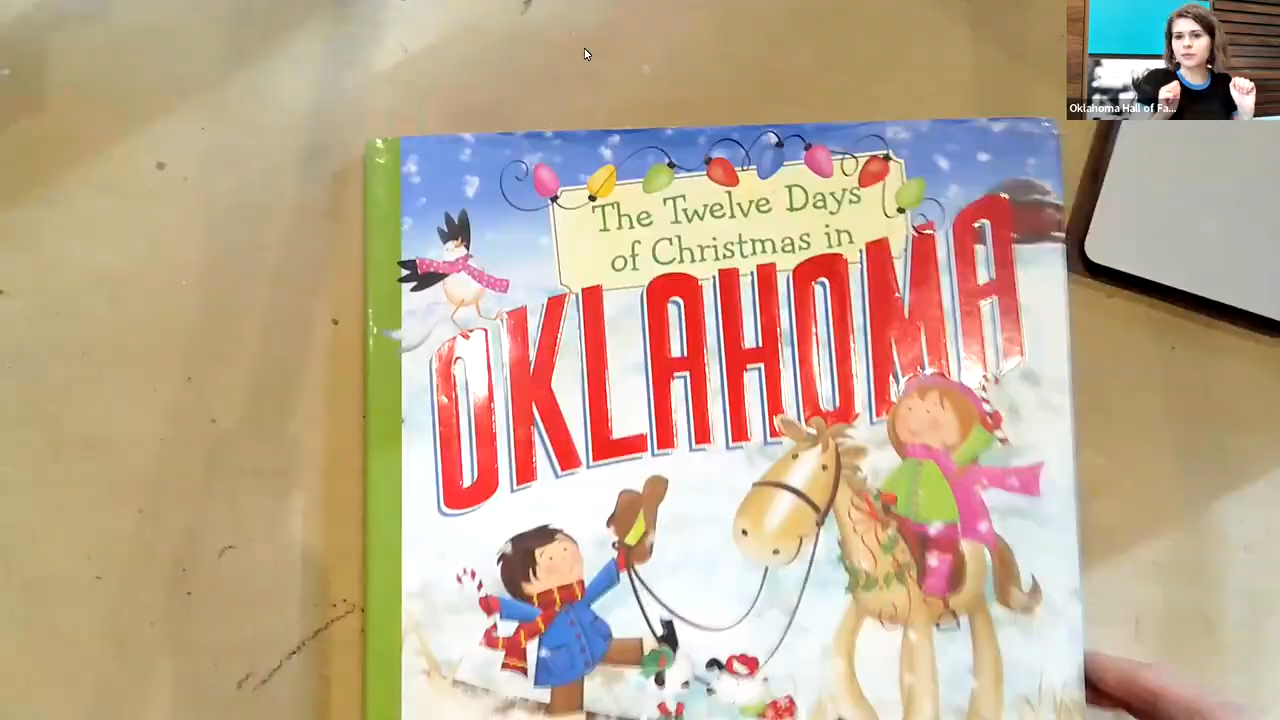 Oklahoma Hall of Fa...
The Twelve Days
of Christmas in
OKLAHOMA